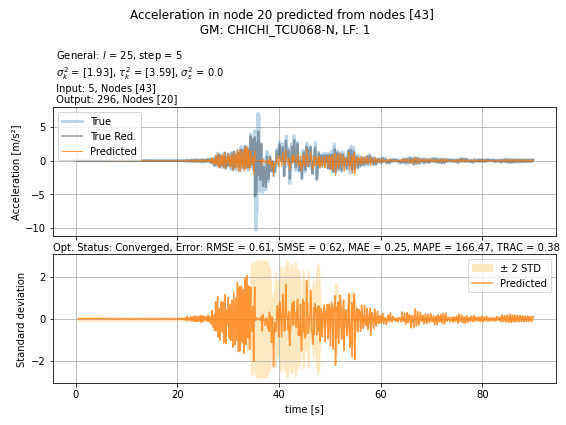 Acceleration in node 20 predicted from nodes [43]
GM: CHICHI_TCU068-N, LF: 1
General: l = 25, step = 5
σ²ₖ = [1.93], τ²ₖ = [3.59], σ²ε = 0.0
Input: 5, Nodes [43]
Output: 296, Nodes [20]
True
True Red.
Predicted
Acceleration [m/s²]
5
0
−5
−10
Opt. Status: Converged, Error: RMSE = 0.61, SMSE = 0.62, MAE = 0.25, MAPE = 166.47, TRAC = 0.38
± 2 STD
Predicted
Standard deviation
2
0
−2
0 20 40 60 80
time [s]